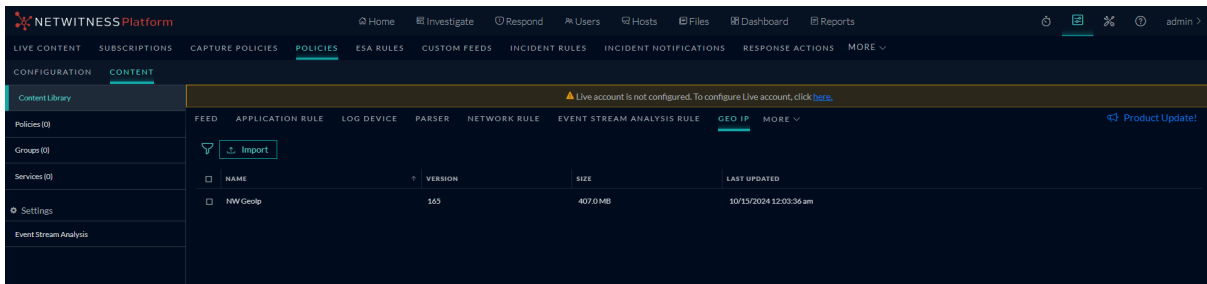 NETWITNESS Platform Home Investigate Respond Users Hosts Files Dashboard Reports admin >
LIVE CONTENT SUBSCRIPTIONS CAPTURE POLICIES POLICIES ESA RULES CUSTOM FEEDS INCIDENT RULES INCIDENT NOTIFICATIONS RESPONSE ACTIONS MORE
CONFIGURATION CONTENT
Content Library
Live account is not configured. To configure Live account, click here.
Policies (0)
FEED APPLICATION RULE LOG DEVICE PARSER NETWORK RULE EVENT STREAM ANALYSIS RULE GEO IP MORE Product Update!
Groups (0)
Import
Services (0)
NAME VERSION SIZE LAST UPDATED
NW GeoIp 165 407.0 MB 10/15/2024 12:03:36 am
Settings
Event Stream Analysis